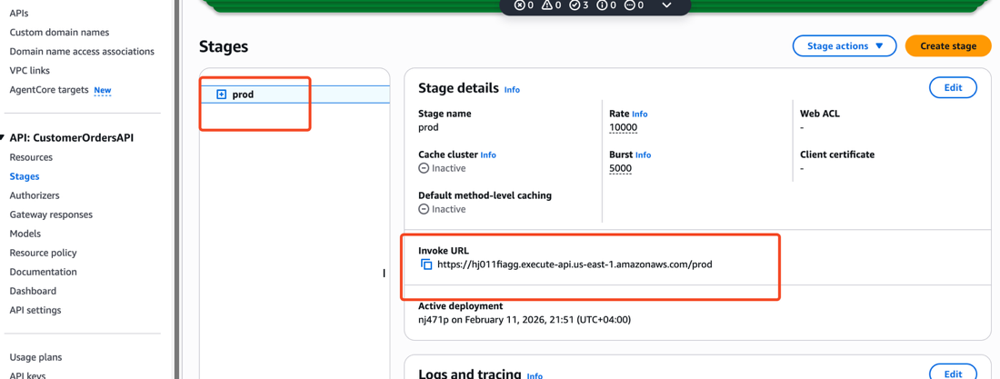 APIs
Custom domain names
Domain name access associations
VPC links
AgentCore targets New
API: CustomerOrdersAPI
Resources
Stages
Authorizers
Gateway responses
Models
Resource policy
Documentation
Dashboard
API settings
Usage plans
API keys
0 0 3 0 0
Stages
Stage actions
Create stage
prod
Stage details Info
Edit
Stage name
prod
Rate Info
10000
Web ACL
-
Cache cluster Info
Inactive
Burst Info
5000
Client certificate
-
Default method-level caching
Inactive
Invoke URL
https://hj011fiagg.execute-api.us-east-1.amazonaws.com/prod
Active deployment
nj471p on February 11, 2026, 21:51 (UTC+04:00)
Logs and tracing Info
Edit